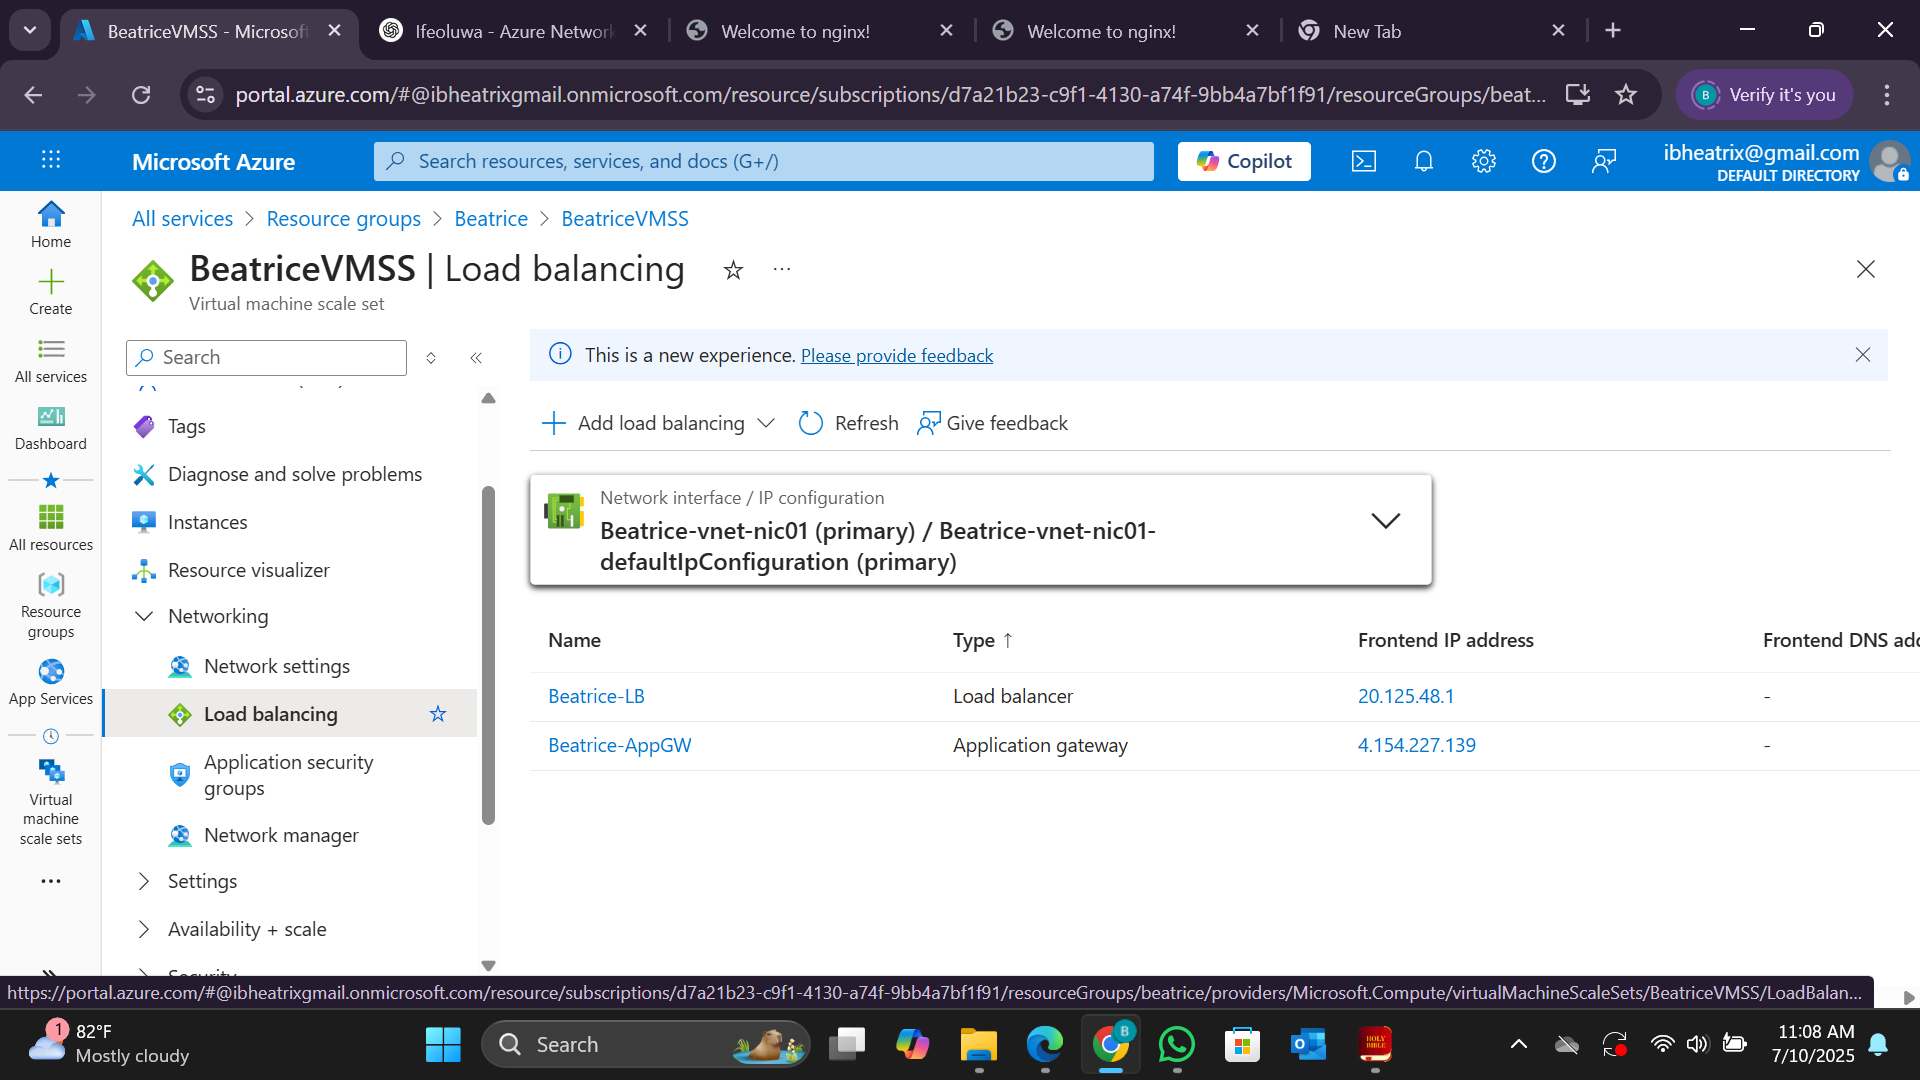 BeatriceVMSS - Microsoft
Ifeoluwa - Azure Network
Welcome to nginx!
Welcome to nginx!
New Tab
portal.azure.com/#@ibheatrixgmail.onmicrosoft.com/resource/subscriptions/d7a21b23-c9f1-4130-a74f-9bb4a7bf1f91/resourceGroups/beat...
B
Verify it's you
Microsoft Azure
Search resources, services, and docs (G+/)
Copilot
ibheatrix@gmail.com
DEFAULT DIRECTORY
Home
Create
All services
Dashboard
All resources
Resource
groups
App Services
Virtual
machine
scale sets
All services > Resource groups > Beatrice > BeatriceVMSS
BeatriceVMSS | Load balancing
Virtual machine scale set
Search
Tags
Diagnose and solve problems
Instances
Resource visualizer
Networking
Network settings
Load balancing
Application security
groups
Network manager
Settings
Availability + scale
Security
This is a new experience. Please provide feedback
Add load balancing
Refresh
Give feedback
Network interface / IP configuration
Beatrice-vnet-nic01 (primary) / Beatrice-vnet-nic01-
defaultIpConfiguration (primary)
Name Type ↑ Frontend IP address Frontend DNS add
Beatrice-LB Load balancer 20.125.48.1 -
Beatrice-AppGW Application gateway 4.154.227.139 -
https://portal.azure.com/#@ibheatrixgmail.onmicrosoft.com/resource/subscriptions/d7a21b23-c9f1-4130-a74f-9bb4a7bf1f91/resourceGroups/beatrice/providers/Microsoft.Compute/virtualMachineScaleSets/BeatriceVMSS/LoadBalan...
1
82°F
Mostly cloudy
Search
B
HOLY
BIBLE
11:08 AM
7/10/2025